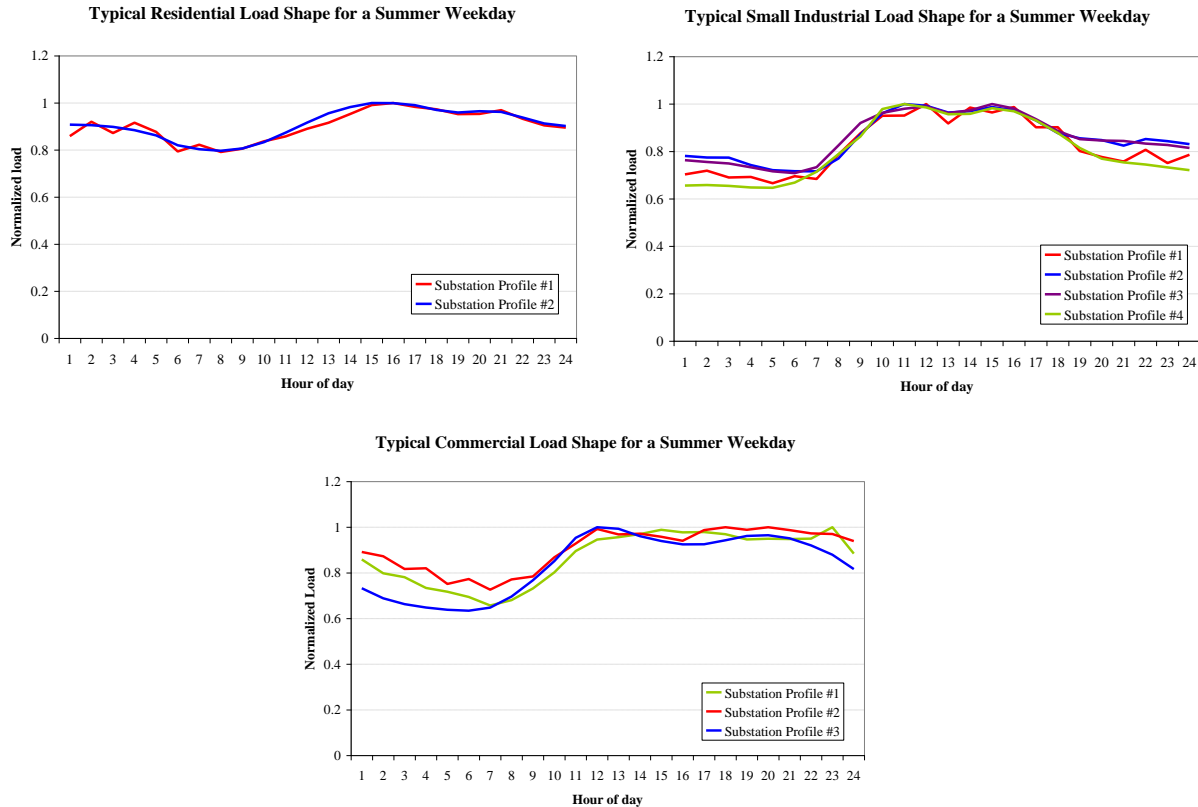 Typical Residential Load Shape for a Summer Weekday
1.2
1
0.8
0.6
0.4
0.2
0
Normalized load
Substation Profile #1
Substation Profile #2
1 2 3 4 5 6 7 8 9 10 11 12 13 14 15 16 17 18 19 20 21 22 23 24
Hour of day
Typical Small Industrial Load Shape for a Summer Weekday
1.2
1
0.8
0.6
0.4
0.2
0
Normalized load
Substation Profile #1
Substation Profile #2
Substation Profile #3
Substation Profile #4
1 2 3 4 5 6 7 8 9 10 11 12 13 14 15 16 17 18 19 20 21 22 23 24
Hour of day
Typical Commercial Load Shape for a Summer Weekday
1.2
1
0.8
0.6
0.4
0.2
0
Normalized Load
Substation Profile #1
Substation Profile #2
Substation Profile #3
1 2 3 4 5 6 7 8 9 10 11 12 13 14 15 16 17 18 19 20 21 22 23 24
Hour of day